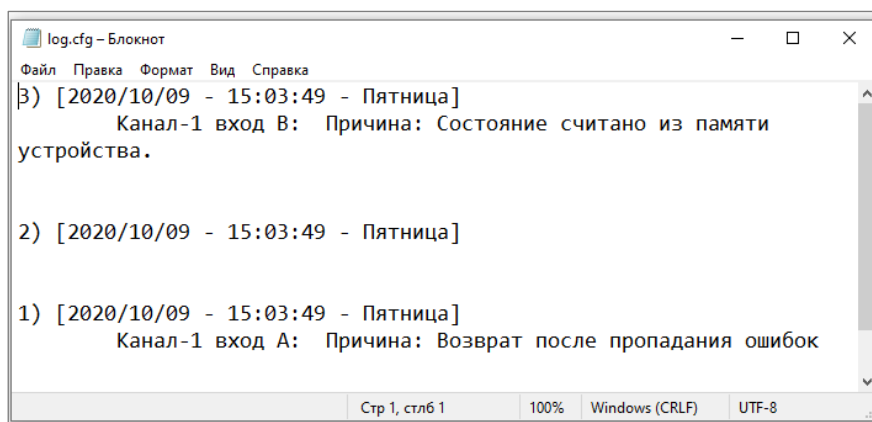 log.cfg – Блокнот
Файл Правка Формат Вид Справка
3) [2020/10/09 - 15:03:49 - Пятница]
Канал-1 вход B: Причина: Состояние считано из памяти
устройства.
2) [2020/10/09 - 15:03:49 - Пятница]
1) [2020/10/09 - 15:03:49 - Пятница]
Канал-1 вход A: Причина: Возврат после пропадания ошибок
Стр 1, стлб 1 100% Windows (CRLF) UTF-8